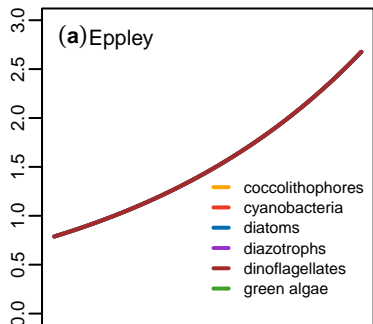 (a) Eppley
3.0
2.5
2.0
1.5
1.0
0.5
0.0
coccolithophores
cyanobacteria
diatoms
diazotrophs
dinoflagellates
green algae